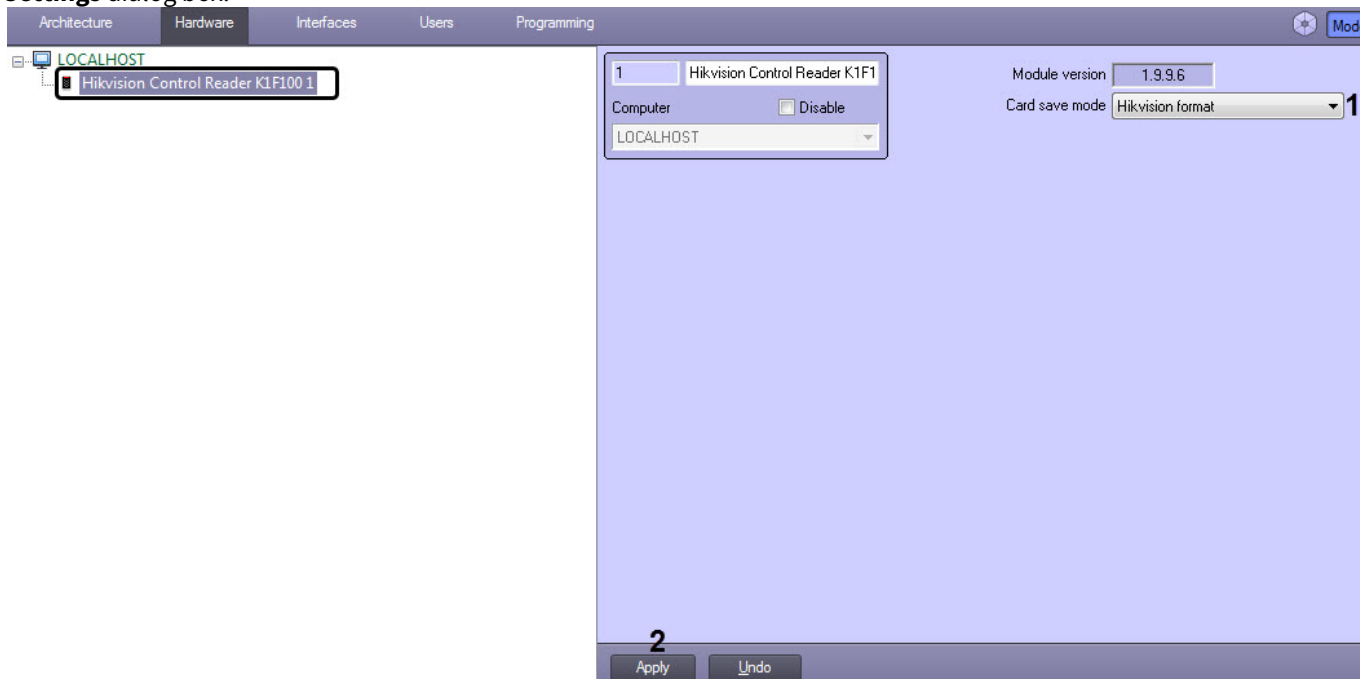 Architecture Hardware Interfaces Users Programming
LOCALHOST
Hikvision Control Reader K1F100 1
1 Hikvision Control Reader K1F1
Computer Disable
LOCALHOST
Module version 1.9.9.6
Card save mode Hikvision format 1
2
Apply Undo